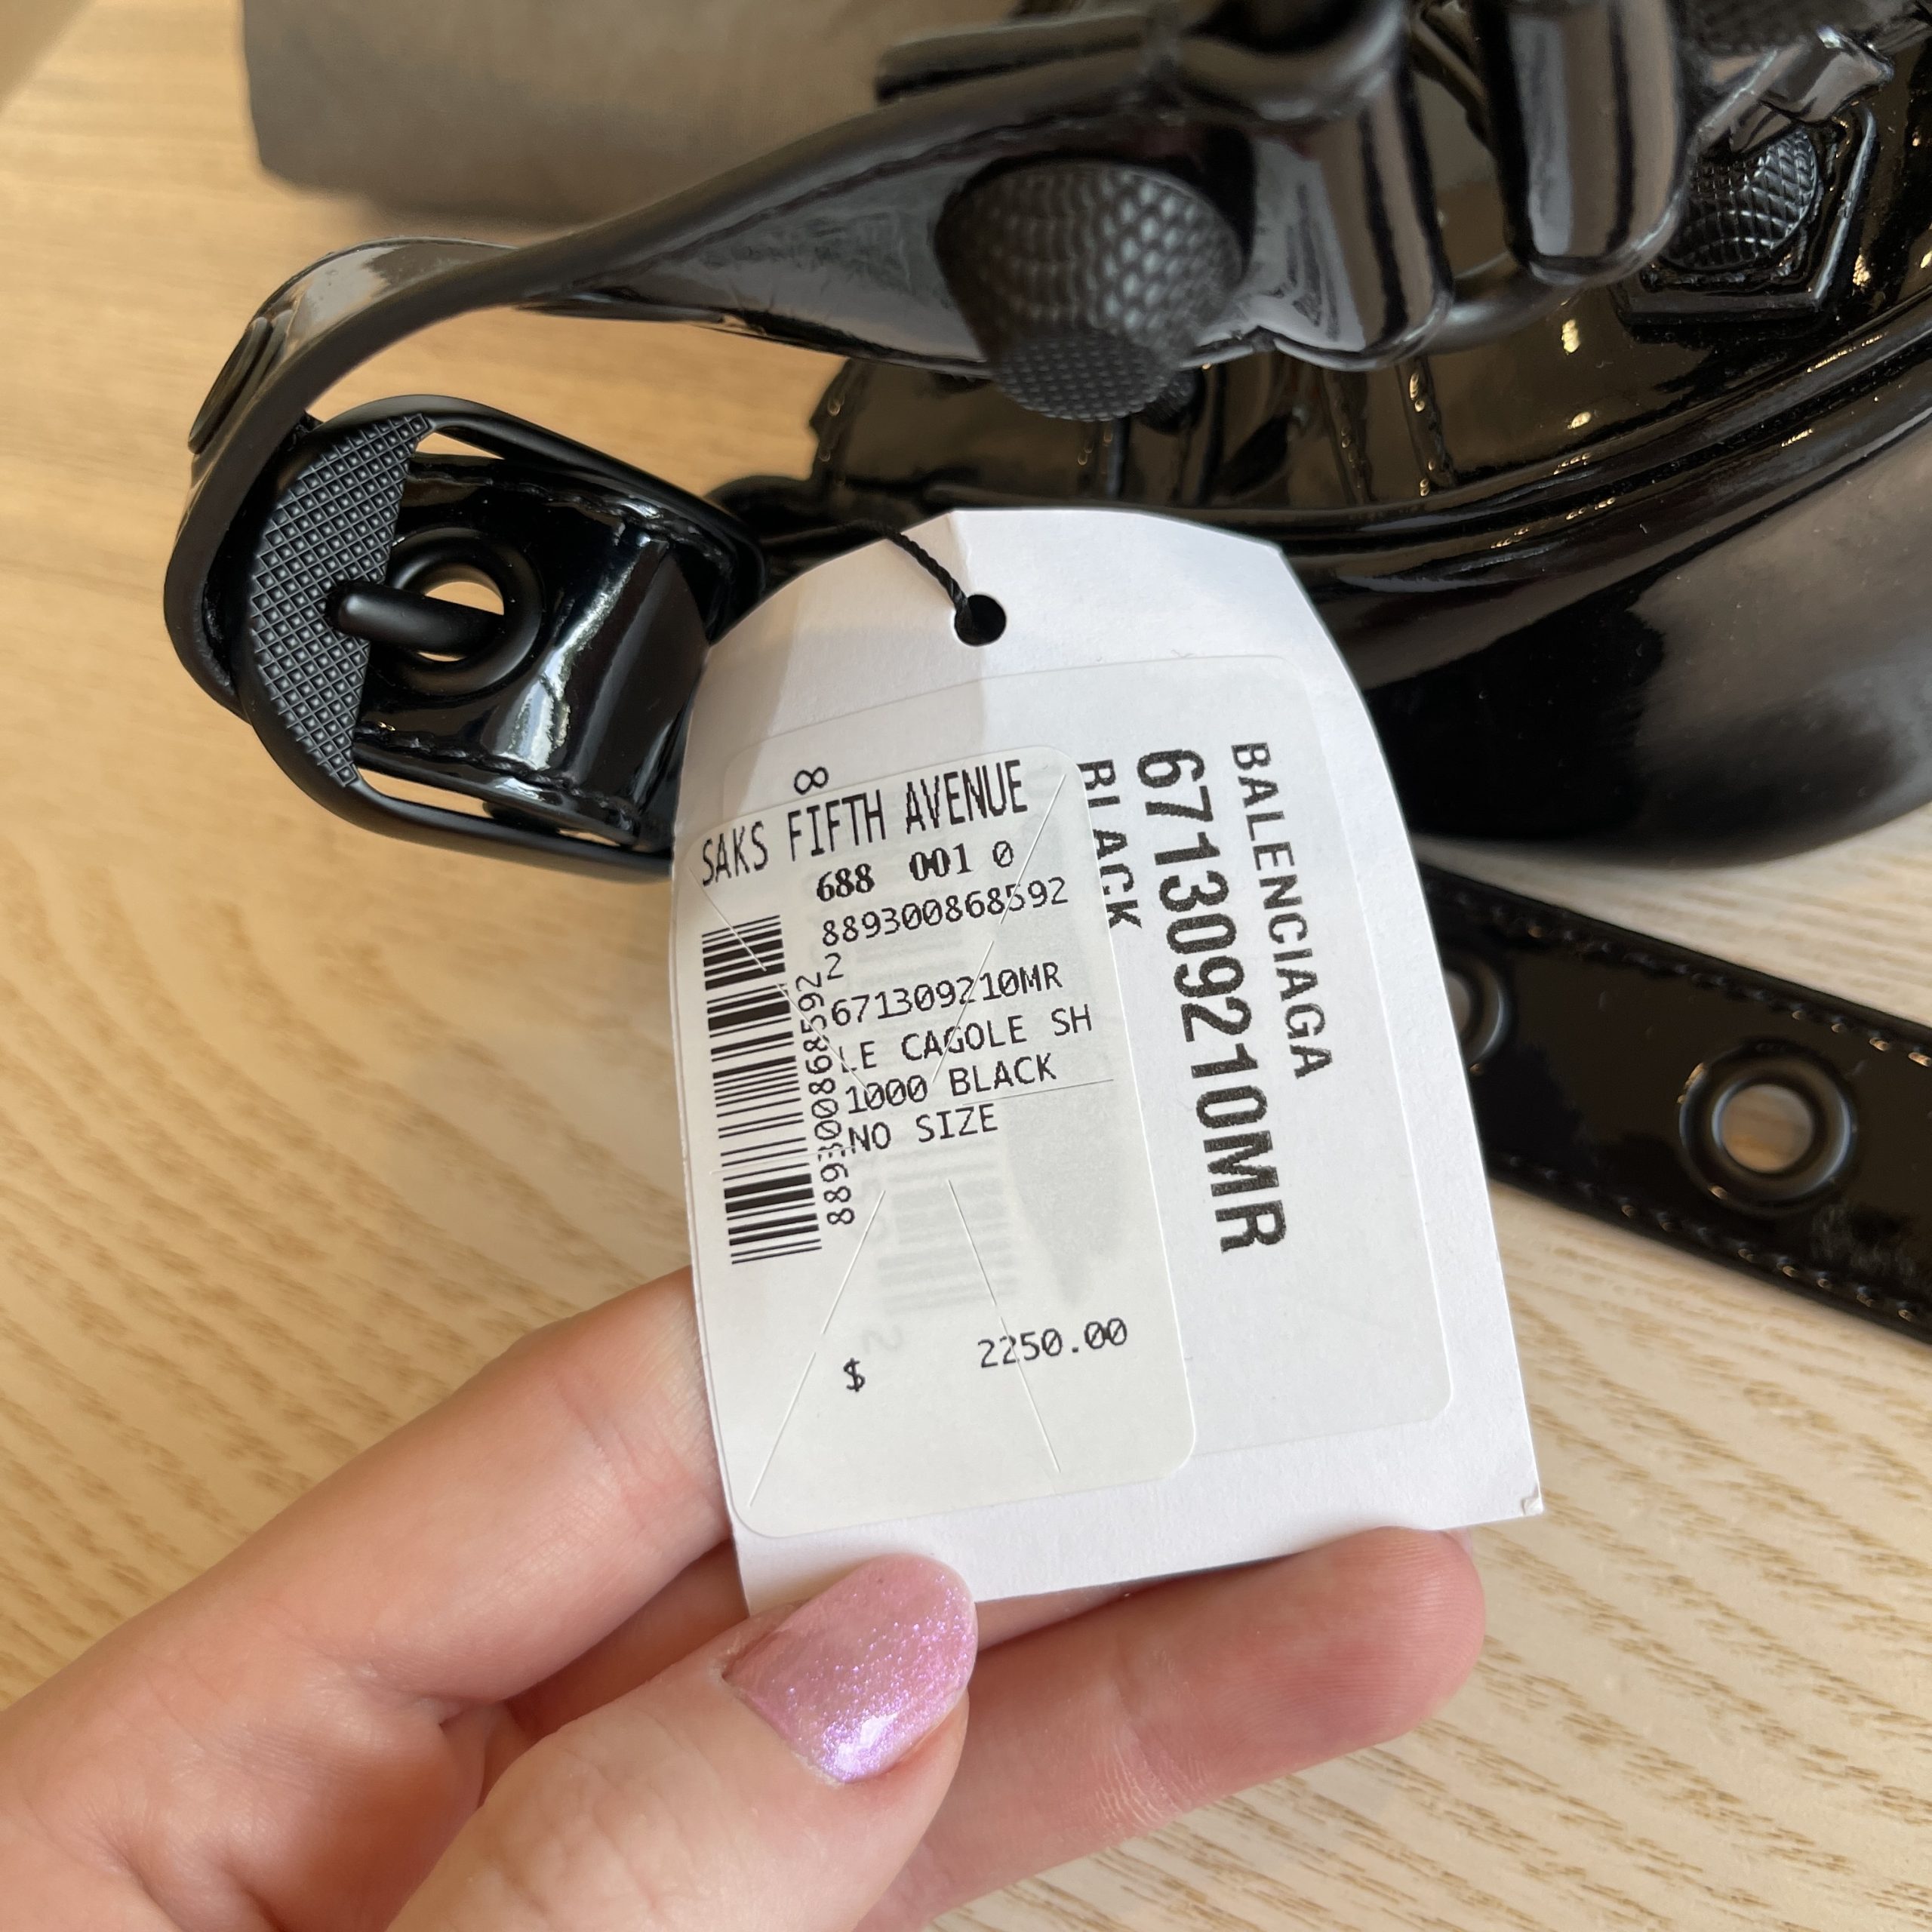 8
SAKS FIFTH AVENUE
688 001 0
889300868592
2
671309210MR
LE CAGOLE SH
1000 BLACK
NO SIZE
889300868592
$ 2250.00
BALENCIAGA
671309210MR
BLACK